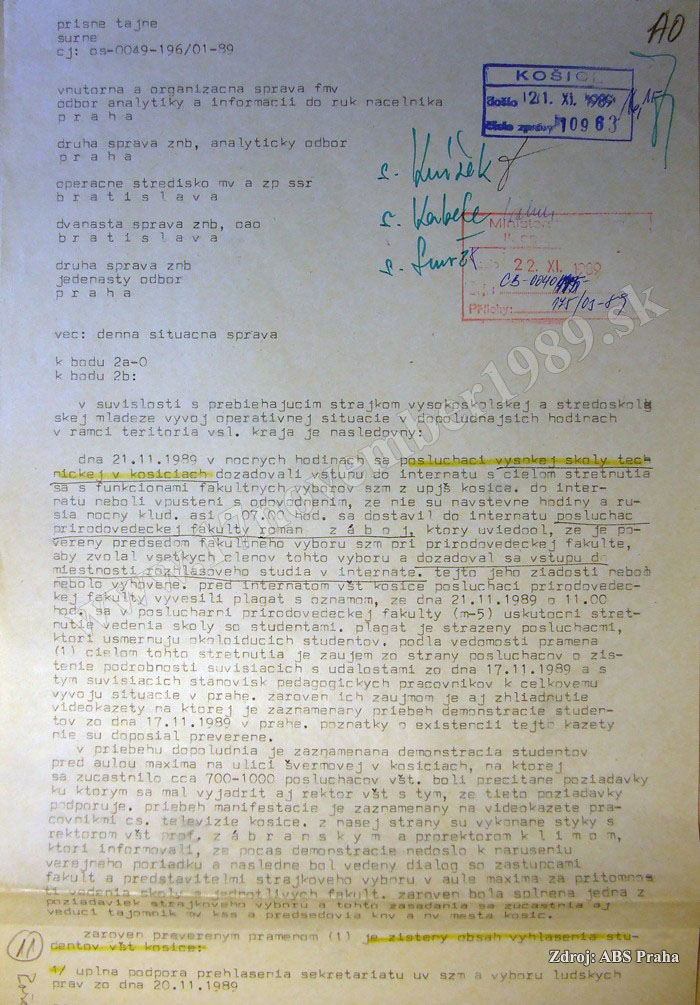 prisne tajne
surne
cj: os-0049-196/01-89
A0
vnutorna a organizacna sprava fmv
odbor analytiky a informacii do ruk nacelnika
p r a h a
KOŠICE
došlo 21. XI. 1989
číslo zprávy 10963
druha sprava znb, analyticky odbor
p r a h a
operacne stredisko mv a zp ssr
b r a t i s l a v a
s. Kabele
dvanasta sprava znb, oao
b r a t i s l a v a
druha sprava znb
jedenasty odbor
p r a h a
22. XI. 1989
Přílohy: 175/03-89
vec: denna situacna sprava
k bodu 2a-0
k bodu 2b:
v suvislosti s prebiehajucim strajkom vysokoskolskej a stredoskol
skej mladeze vyvoj operativnej situacie v dopoludnajsich hodinach
v ramci teritoria vsl. kraja je nasledovny:
dna 21.11.1989 v nocnych hodinach sa posluchaci vysokej skoly tech
nickej v kosiciach dozadovali vstupu do internatu s cielom stretnutia
sa s funkcionami fakultnych vyborov szm z upjš kosice. do inter-
natu neboli vpusteni s odovodnenim, ze nie su navstevne hodiny a ru-
sia nocny klud. asi o 07.00 hod. sa dostavil do internatu posluchac
prirodovedeckej fakulty roman z á b o j, ktory uviedol, ze je po-
vereny predsedom fakultneho vyboru szm pri prirodovedeckej fakulte,
aby zvolal vsetkych clenov tohto vyboru a dozadoval sa vstupu do
miestnosti rozhlasoveho studia v internate. tejto jeho ziadosti nebolo
nebolo vyhovene. pred internatom všt kosice posluchaci prirodovedec-
kej fakulty vyvesili plagat s oznamom, ze dna 21.11.1989 o 11.00
hod. sa v poslucharni prirodovedeckej fakulty (m-5) uskutocni stret-
nutie vedenia skoly so studentami. plagat je strazeny posluchacmi,
ktori usmernuju okoloiducich studentov. podla vedomosti pramena
(1) cielom tohto stretnutia je zaujem zo strany posluchacov o zis-
tenie podrobnosti suvisiacich s udalostami zo dna 17.11.1989 a s
tym suvisiacich stanovisk pedagogickych pracovnikov k celkovemu
vyvoju situacie v prahe. zaroven ich zaujmom je aj zhliadnutie
videokazety na ktorej je zaznamenany priebeh demonstracie studen-
tov zo dna 17.11.1989 v prahe. poznatky o existencii tejto kazety
nie su doposial preverene.
v priebehu dopoludnia je zaznamenana demonstracia studentov
pred aulou maxima na ulici švermovej v kosiciach, na ktorej
sa zucastnilo cca 700-1000 posluchacov všt. boli precitane poziadavky
ku ktorym sa mal vyjadrit aj rektor všt s tym, ze tieto poziadavky
podporuje. priebeh manifestacie je zaznamenany na videokazete pra-
covnikmi cs. televizie kosice. z nasej strany su vykonane styky s
rektorom všt prof. z á b r a n s k y m a prorektorom k l i m o m,
ktori informovali, ze pocas demonstracie nedoslo k naruseniu
verejneho poriadku a nasledne bol vedeny dialog so zastupcami
fakult a predstavitelmi strajkoveho vyboru v aule maxima za pritomnos
ti vedenia skoly a jednotlivych fakult. zaroven bola splnena jedna z
poziadaviek strajkoveho vyboru a tohto zasadania sa zucastnia aj
veduci tajomnik mv kss a predsedovia knv a nv mesta kosic.
zaroven preverenym pramenom (1) je zisteny obsah vyhlasenia stu-
dentov všt kosice:
11
1/ uplna podpora prehlasenia sekretariatu uv szm a vyboru ludskych
prav zo dna 20.11.1989
Zdroj: ABS Praha
www.november1989.sk